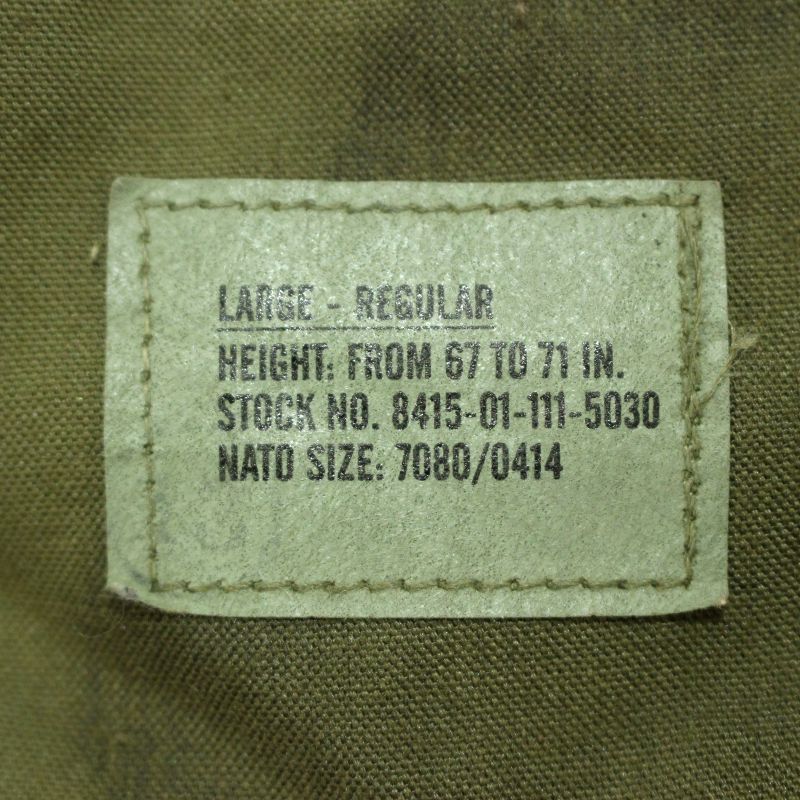 LARGE - REGULAR
HEIGHT: FROM 67 TO 71 IN.
STOCK NO. 8415-01-111-5030
NATO SIZE: 7080/0414